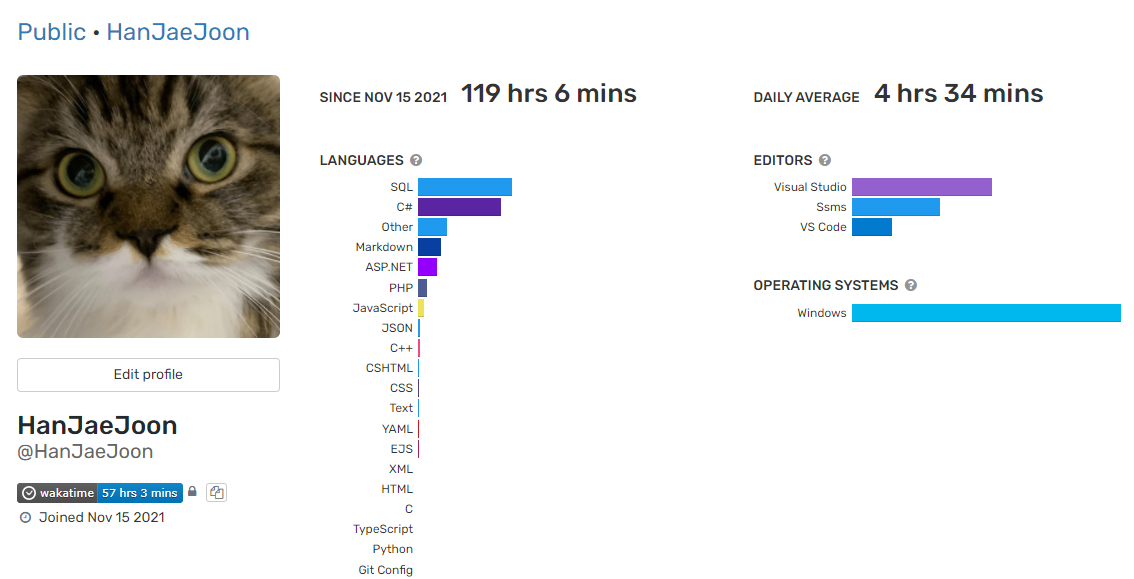 Public • HanJaeJoon
SINCE NOV 15 2021 119 hrs 6 mins
DAILY AVERAGE 4 hrs 34 mins
LANGUAGES ?
SQL
C#
Other
Markdown
ASP.NET
PHP
JavaScript
JSON
C++
CSHTML
CSS
Text
YAML
EJS
XML
HTML
C
TypeScript
Python
Git Config
EDITORS ?
Visual Studio
Ssms
VS Code
OPERATING SYSTEMS ?
Windows
Edit profile
HanJaeJoon
@HanJaeJoon
wakatime 57 hrs 3 mins
Joined Nov 15 2021